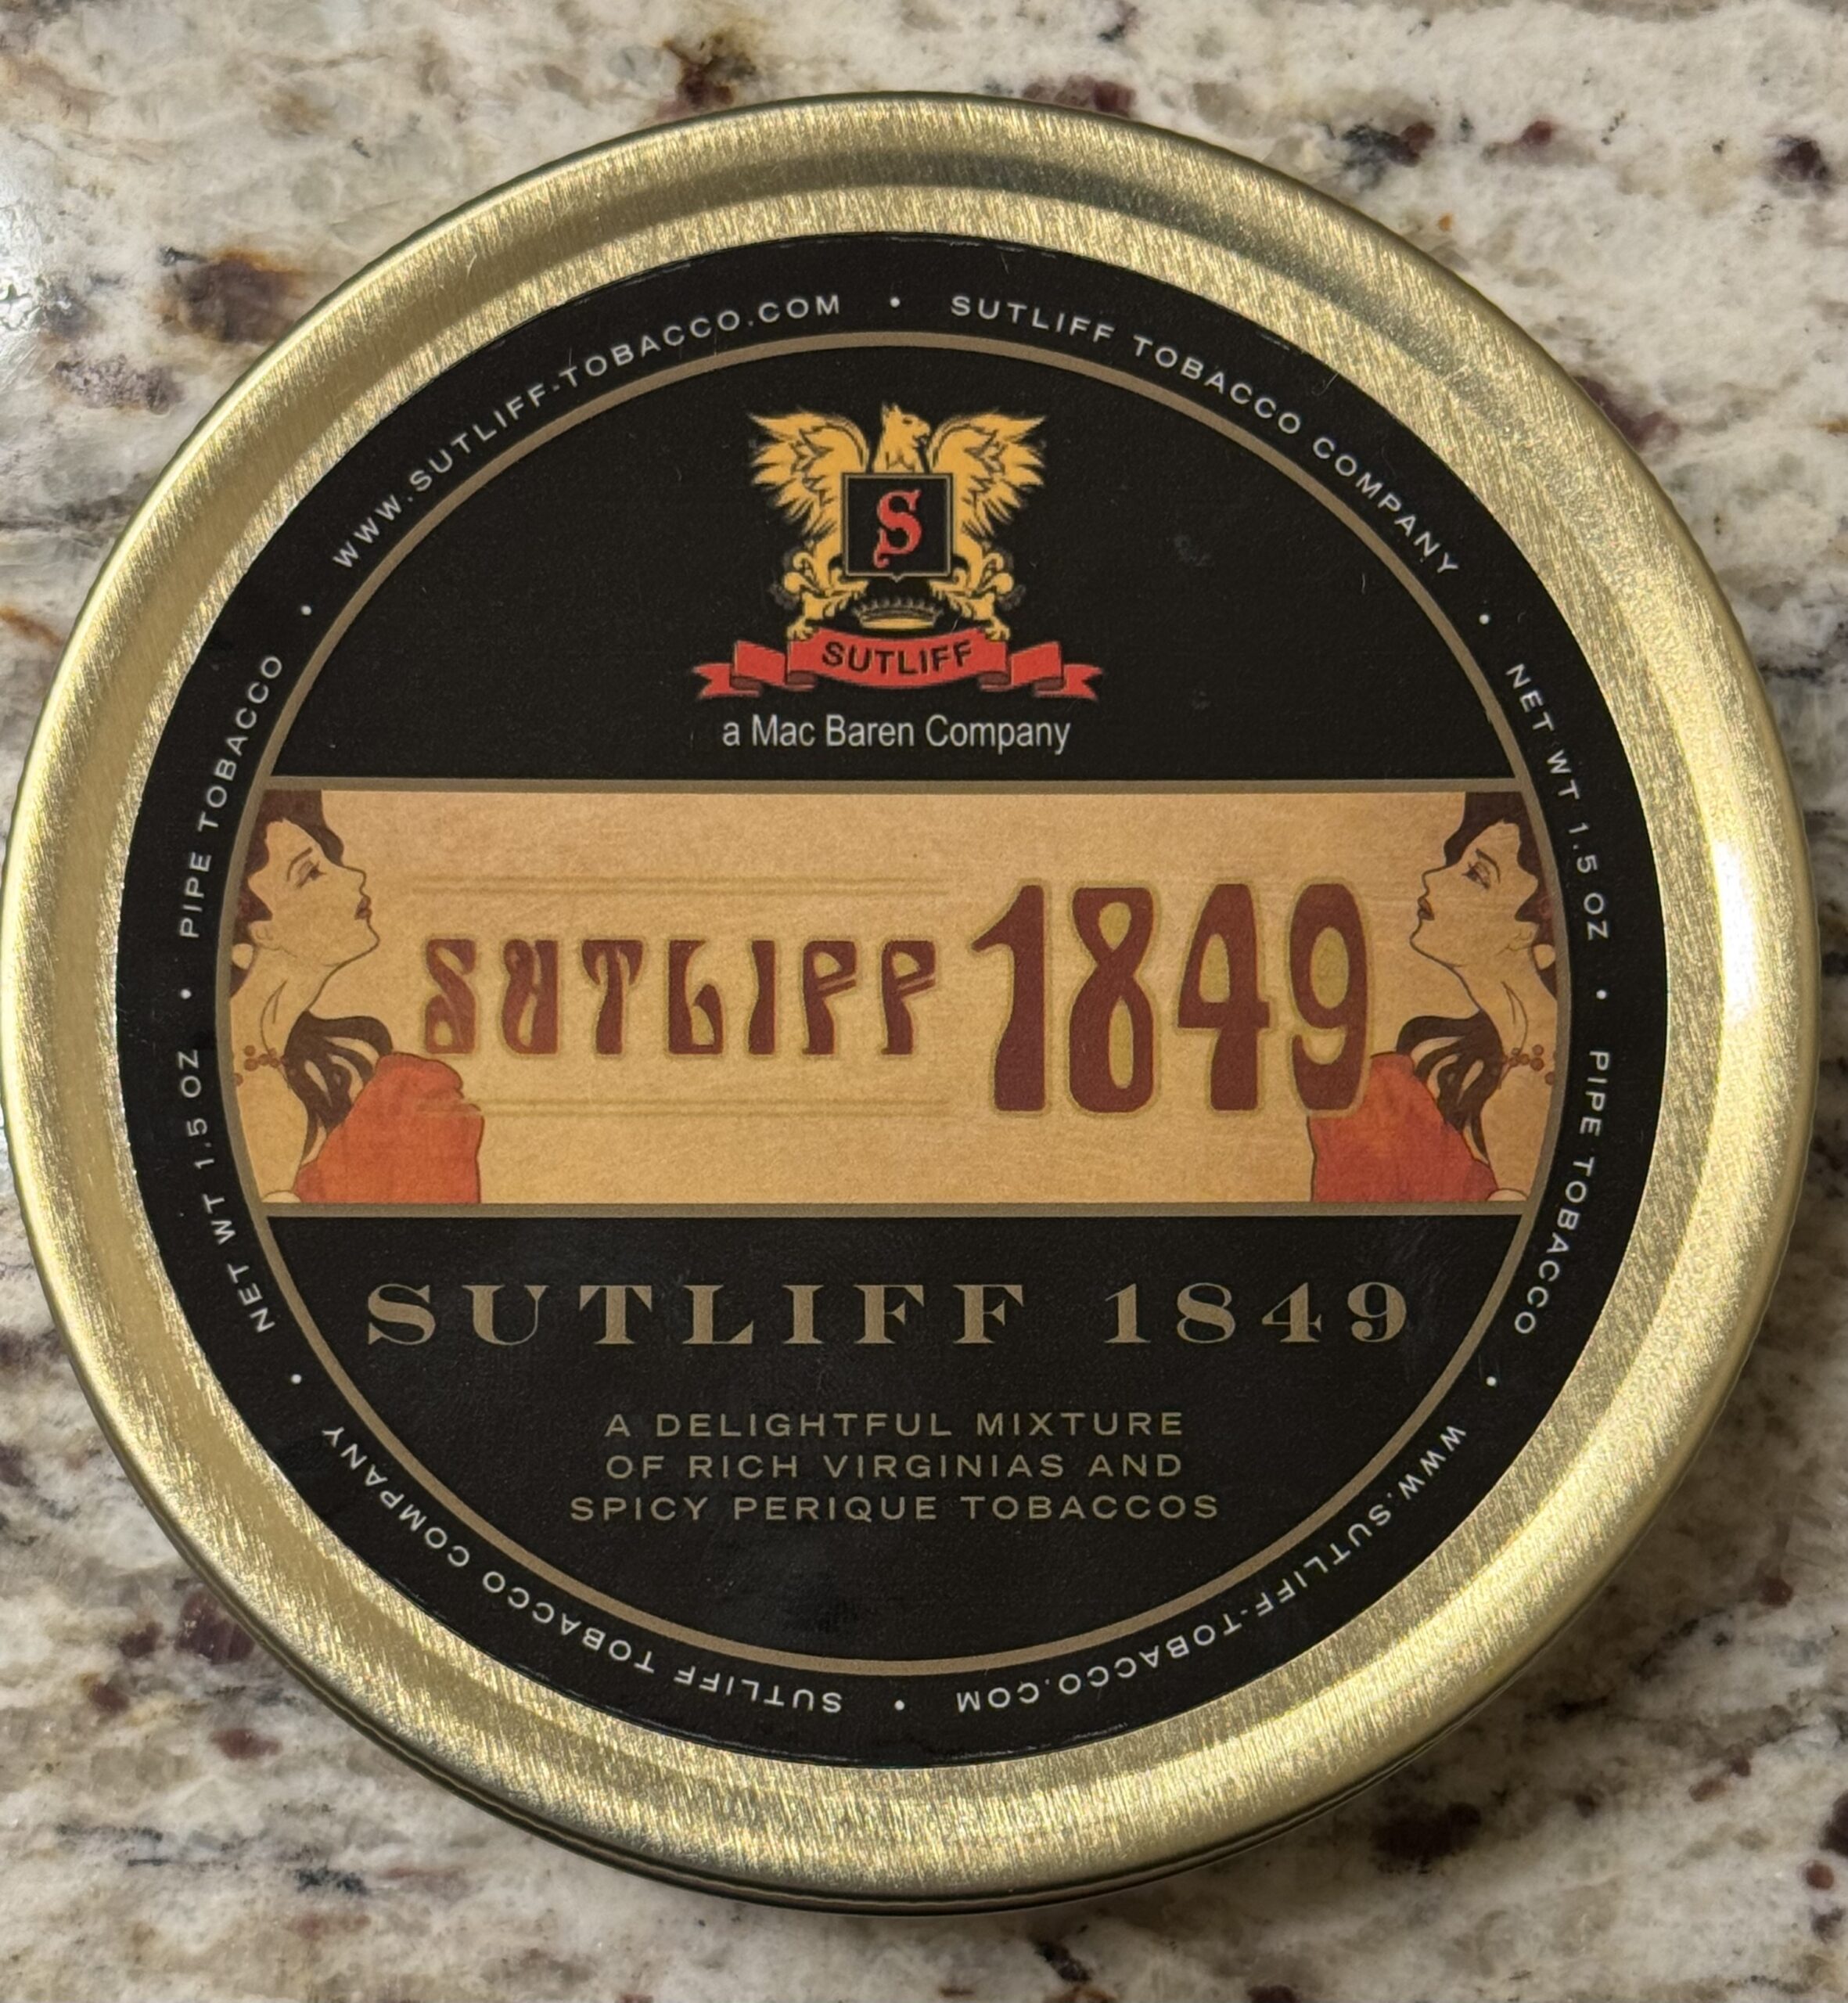 WWW.SUTLIFF-TOBACCO.COM • SUTLIFF TOBACCO COMPANY • NET WT 1.5 OZ • PIPE TOBACCO • WWW.SUTLIFF-TOBACCO.COM • SUTLIFF TOBACCO COMPANY • NET WT 1.5 OZ • PIPE TOBACCO •
S
SUTLIFF
a Mac Baren Company
SUTLIFF 1849
SUTLIFF 1849
A DELIGHTFUL MIXTURE
OF RICH VIRGINIAS AND
SPICY PERIQUE TOBACCOS